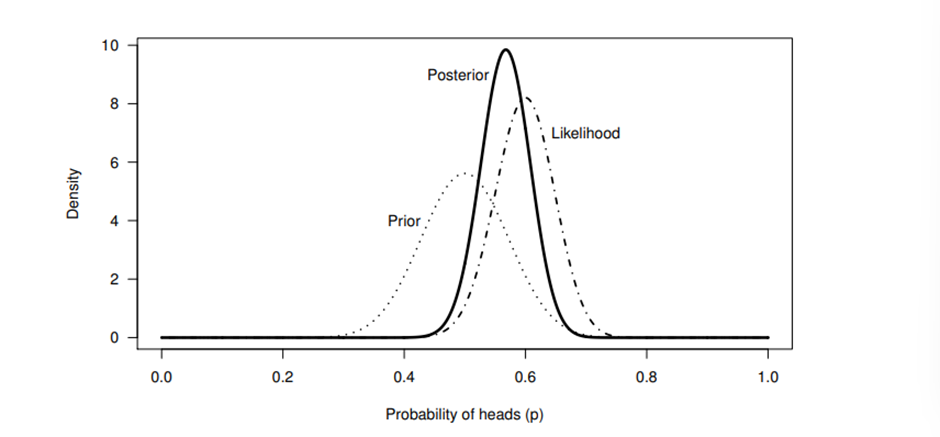 10
8
6
4
2
0
Density
Posterior
Likelihood
Prior
0.0 0.2 0.4 0.6 0.8 1.0
Probability of heads (p)